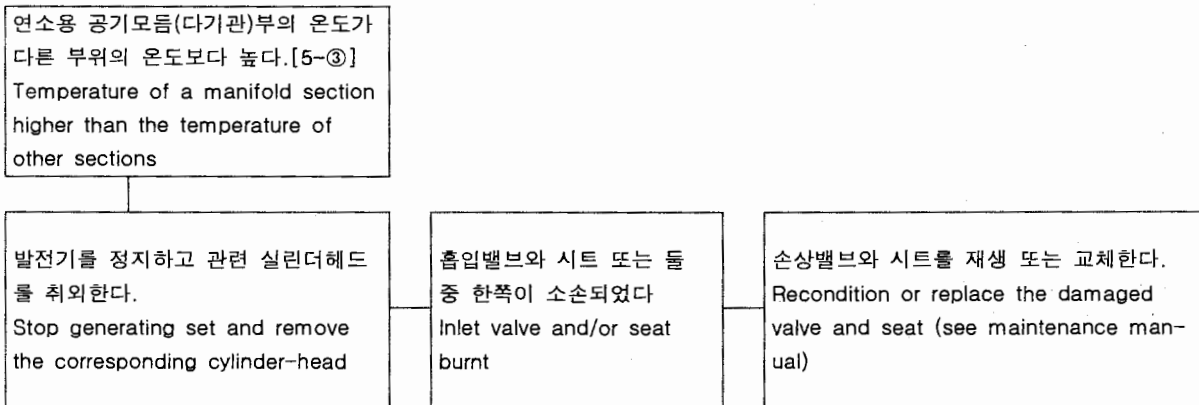 연소용 공기모듬(다기관)부의 온도가
다른 부위의 온도보다 높다.[5-③]
Temperature of a manifold section
higher than the temperature of
other sections
발전기를 정지하고 관련 실린더헤드
를 취외한다.
Stop generating set and remove
the corresponding cylinder-head
흡입밸브와 시트 또는 둘
중 한쪽이 소손되었다
Inlet valve and/or seat
burnt
손상밸브와 시트를 재생 또는 교체한다.
Recondition or replace the damaged
valve and seat (see maintenance man-
ual)